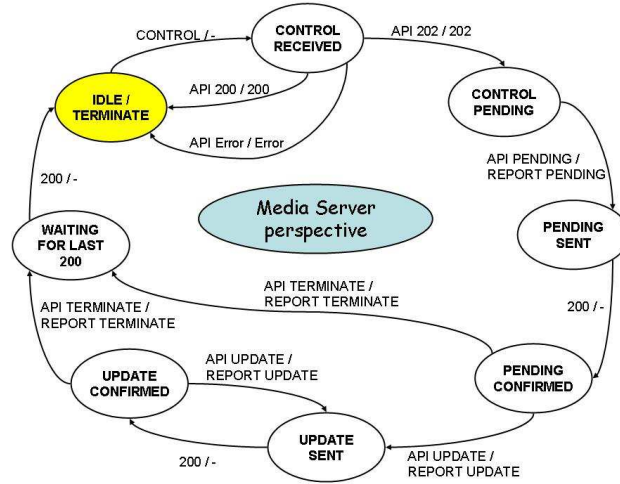 CONTROL / -
CONTROL
RECEIVED
API 202 / 202
API 200 / 200
IDLE /
TERMINATE
CONTROL
PENDING
API Error / Error
API PENDING /
REPORT PENDING
200 / -
Media Server
perspective
WAITING
FOR LAST
200
PENDING
SENT
API TERMINATE /
REPORT TERMINATE
API TERMINATE /
REPORT TERMINATE
200 / -
API UPDATE /
REPORT UPDATE
UPDATE
CONFIRMED
PENDING
CONFIRMED
UPDATE
SENT
200 / -
API UPDATE /
REPORT UPDATE